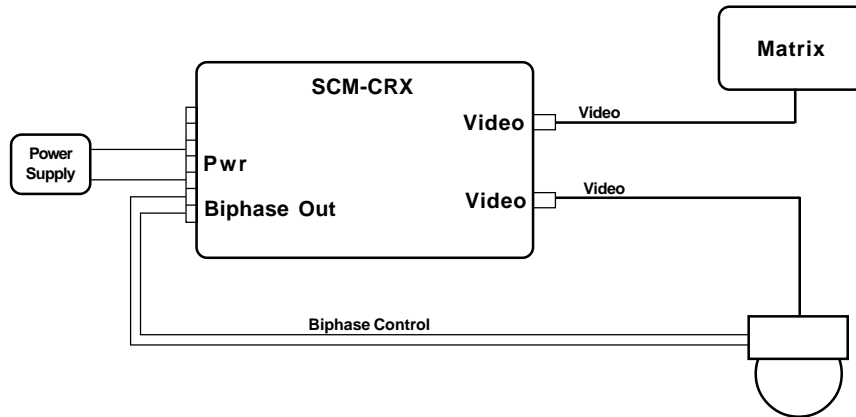 Matrix
SCM-CRX
Video
Video
Power
Supply
Pwr
Video
Video
Biphase Out
Biphase Control